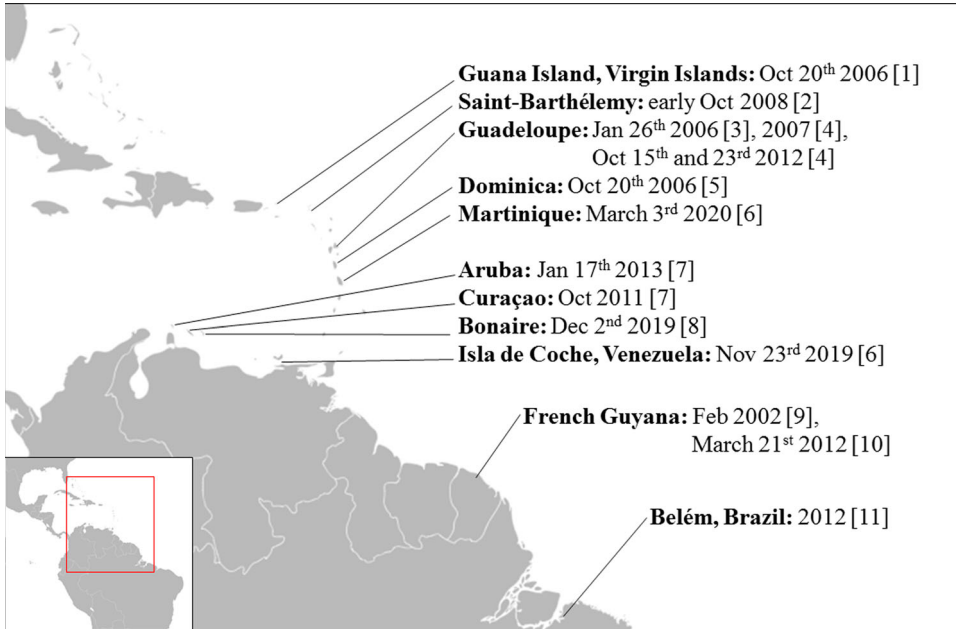 Guana Island, Virgin Islands: Oct 20th 2006 [1]
Saint-Barthélemy: early Oct 2008 [2]
Guadeloupe: Jan 26th 2006 [3], 2007 [4],
Oct 15th and 23rd 2012 [4]
Dominica: Oct 20th 2006 [5]
Martinique: March 3rd 2020 [6]
Aruba: Jan 17th 2013 [7]
Curaçao: Oct 2011 [7]
Bonaire: Dec 2nd 2019 [8]
Isla de Coche, Venezuela: Nov 23rd 2019 [6]
French Guyana: Feb 2002 [9],
March 21st 2012 [10]
Belém, Brazil: 2012 [11]